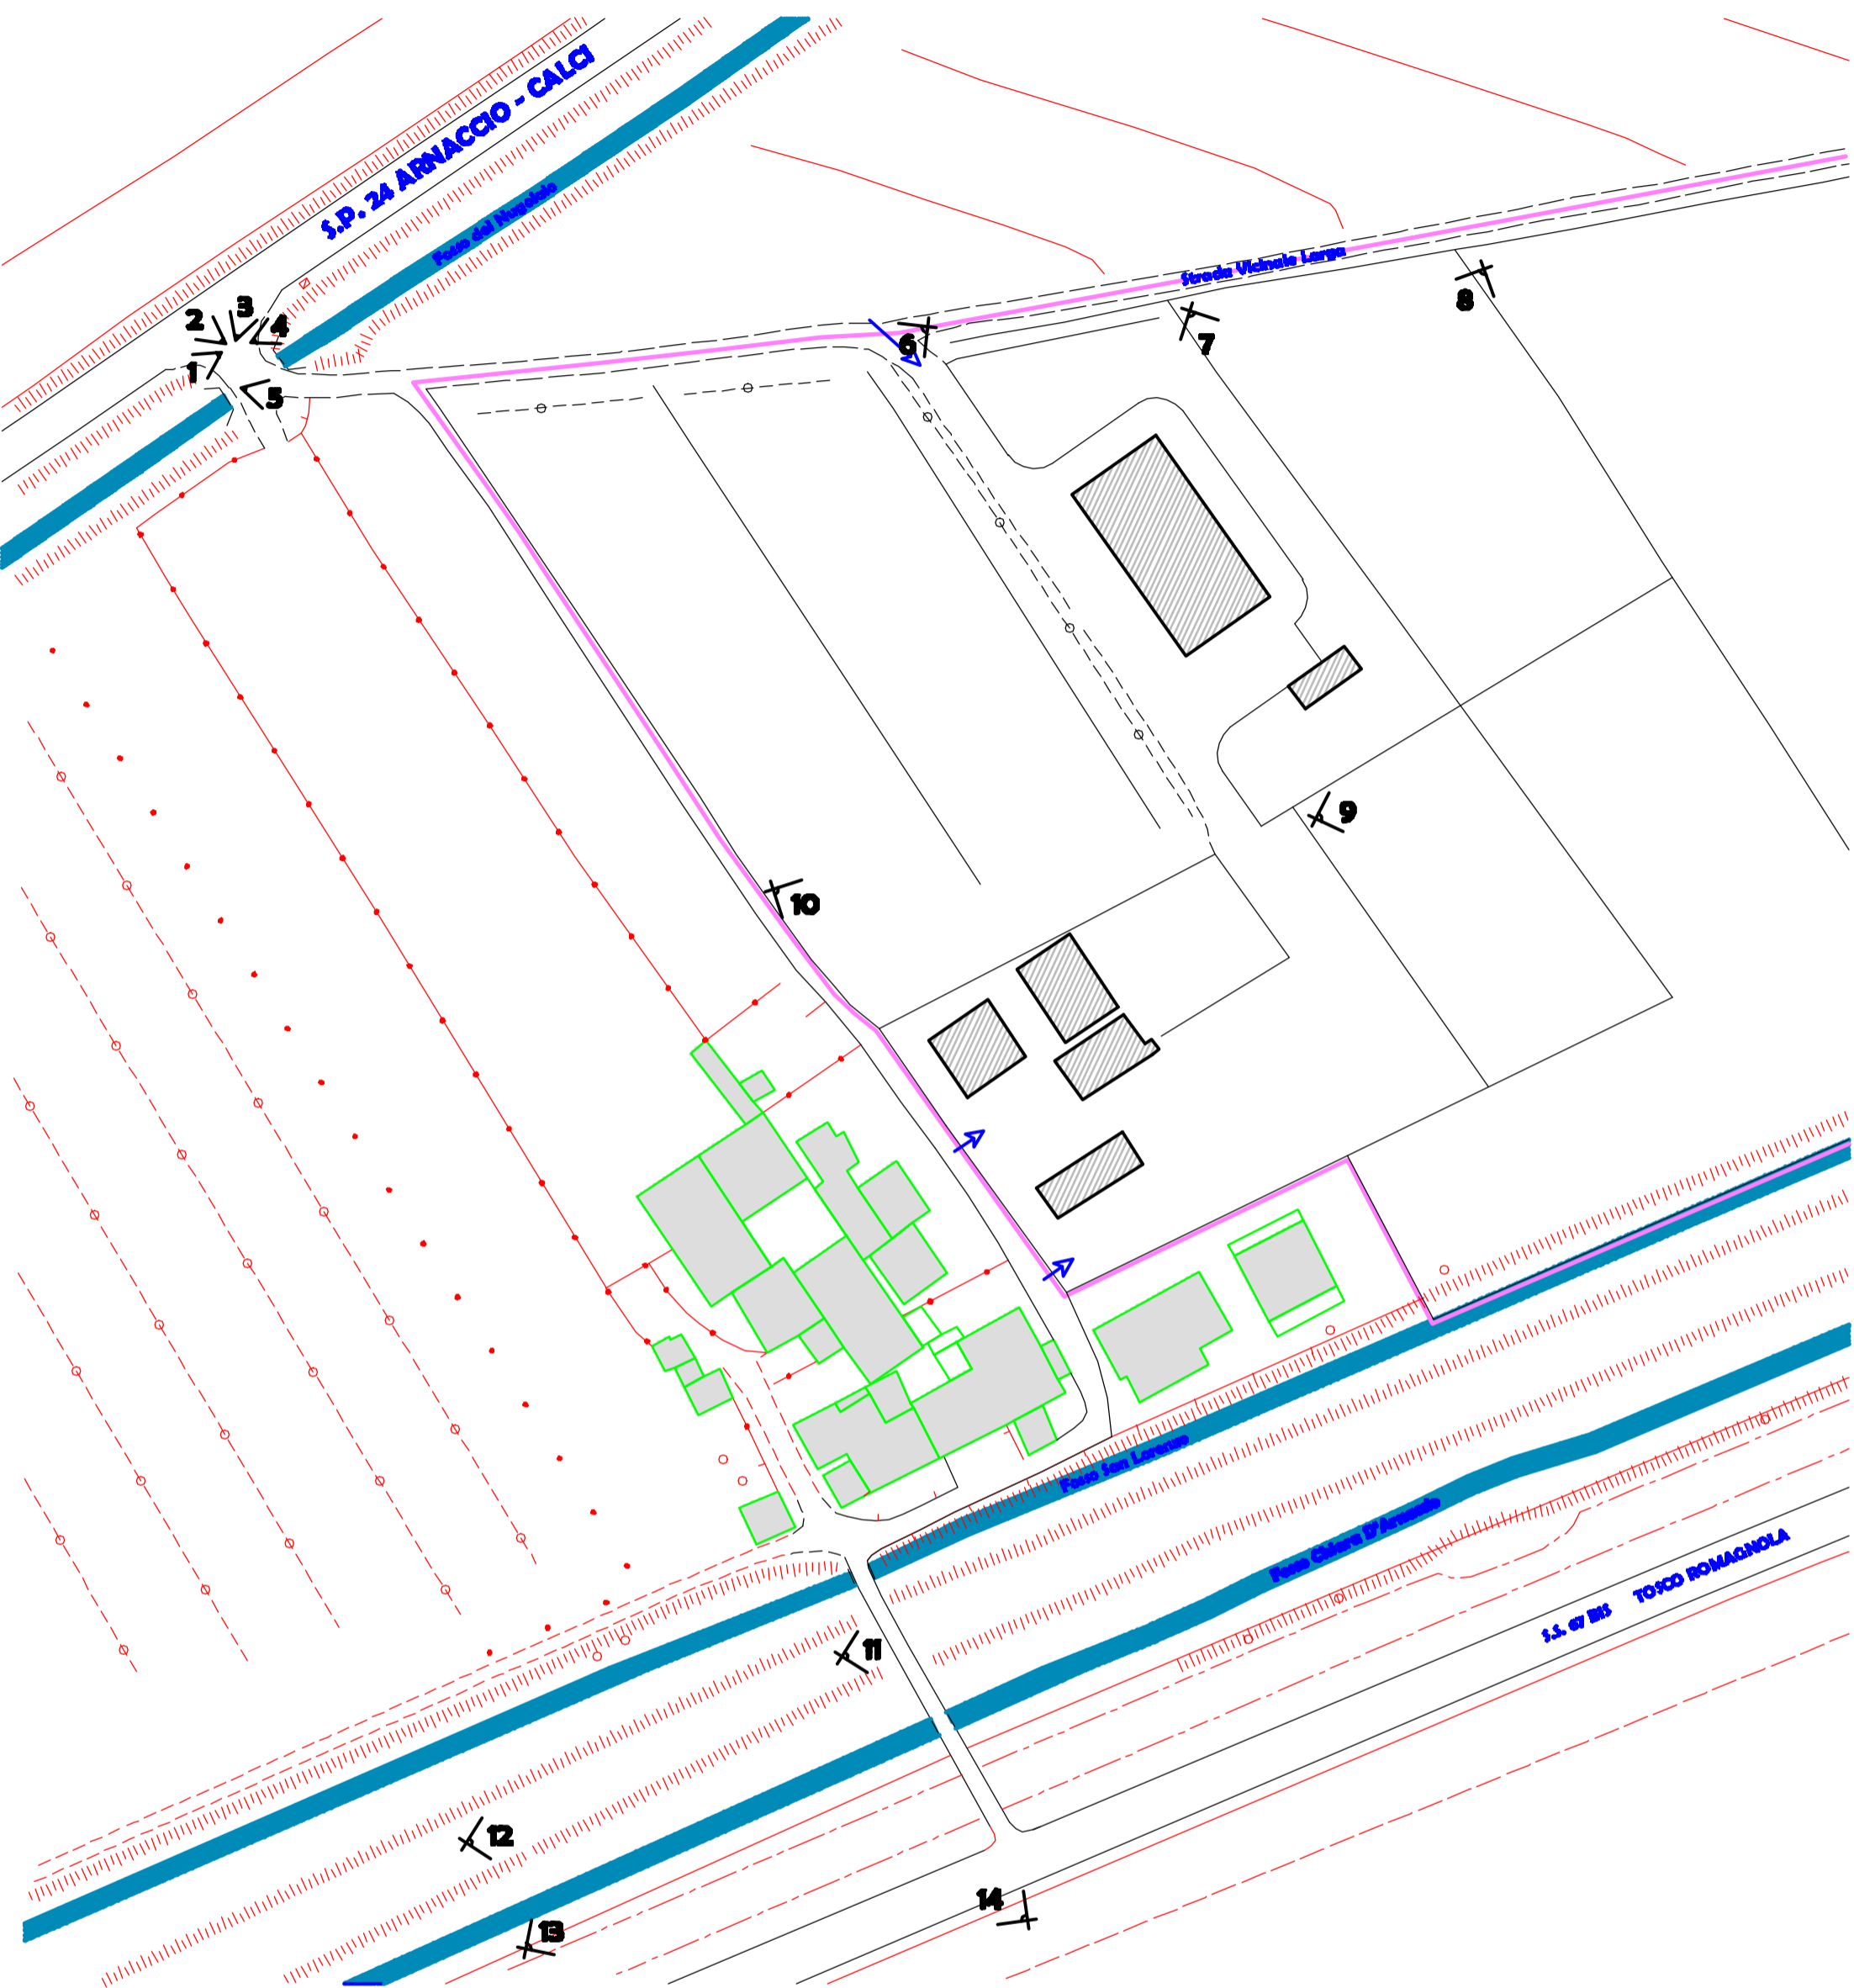 S.P. 24 ARNACCIO - CALCI
Fosso del Nugolaio
Strada Vicinale Larga
3
2
4
1
5
6
7
8
9
10
Fosso San Lorenzo
Fosso Chiara D'Arnaccio
S.S. 67 BIS TOSCO ROMAGNOLA
11
12
13
14